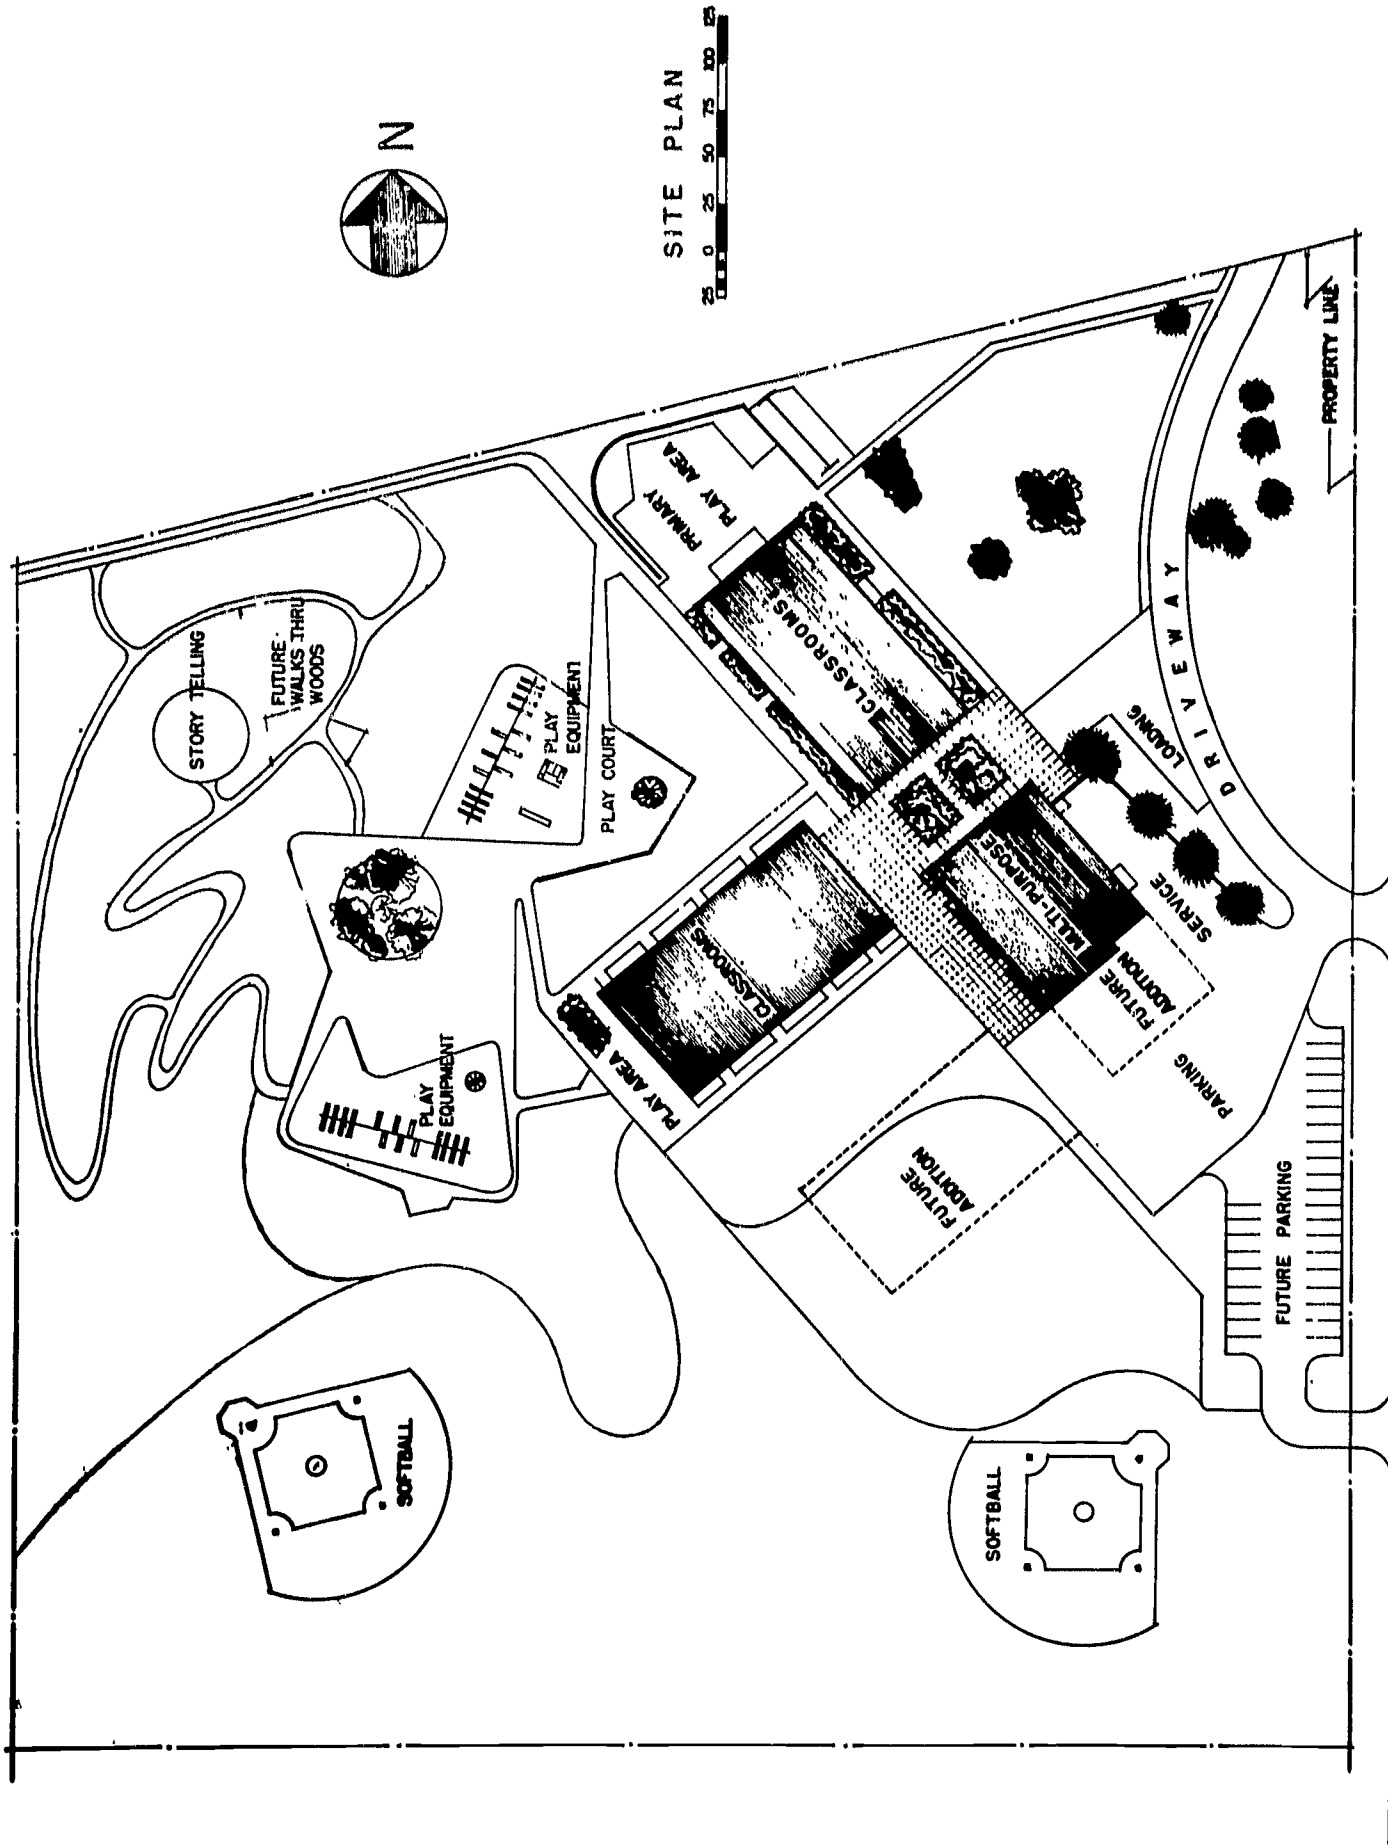 N
SITE PLAN
25 0 25 50 75 100 125
STORY TELLING
FUTURE
WALKS THRU
WOODS
PLAY
EQUIPMENT
PLAY COURT
PRIMARY
PLAY AREA
CLASSROOMS
CLASSROOMS
PLAY AREA
PLAY
EQUIPMENT
MULTI-PURPOSE
FUTURE
ADDITION
FUTURE
ADDITION
SERVICE
LOADING
DRIVEWAY
PROPERTY LINE
PARKING
FUTURE PARKING
SOFTBALL
SOFTBALL